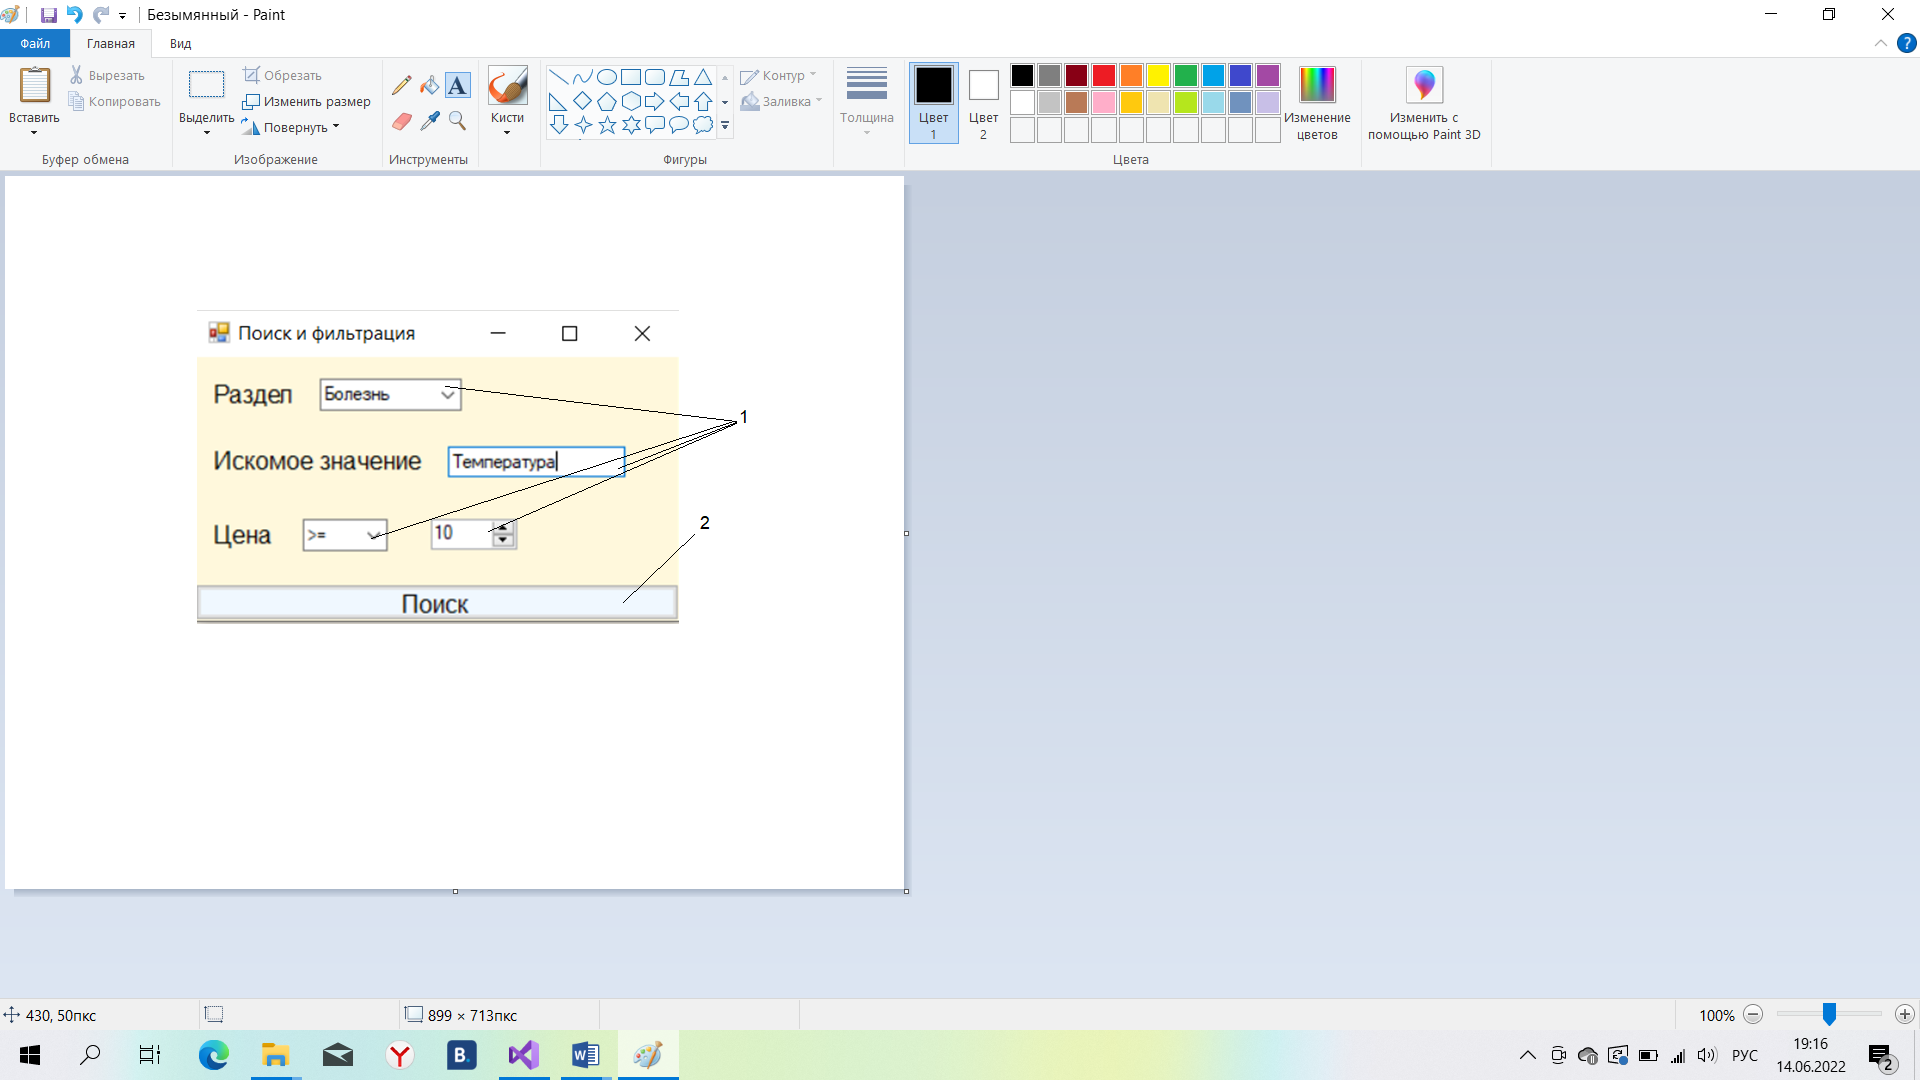 Безымянный - Paint
Файл Главная Вид
Вставить
Вырезать
Копировать
Буфер обмена
Выделить
Обрезать
Изменить размер
Повернуть
Изображение
A
Инструменты
Кисти
Контур
Заливка
Фигуры
Толщина
Цвет 1
Цвет 2
Изменение цветов
Цвета
Изменить с помощью Paint 3D
?
Поиск и фильтрация
Раздел Болезнь
1
Искомое значение Температура
2
Цена >= 10
Поиск
430, 50пкс
899 × 713пкс
100%
Y
B.
W
РУС
19:16
14.06.2022
2